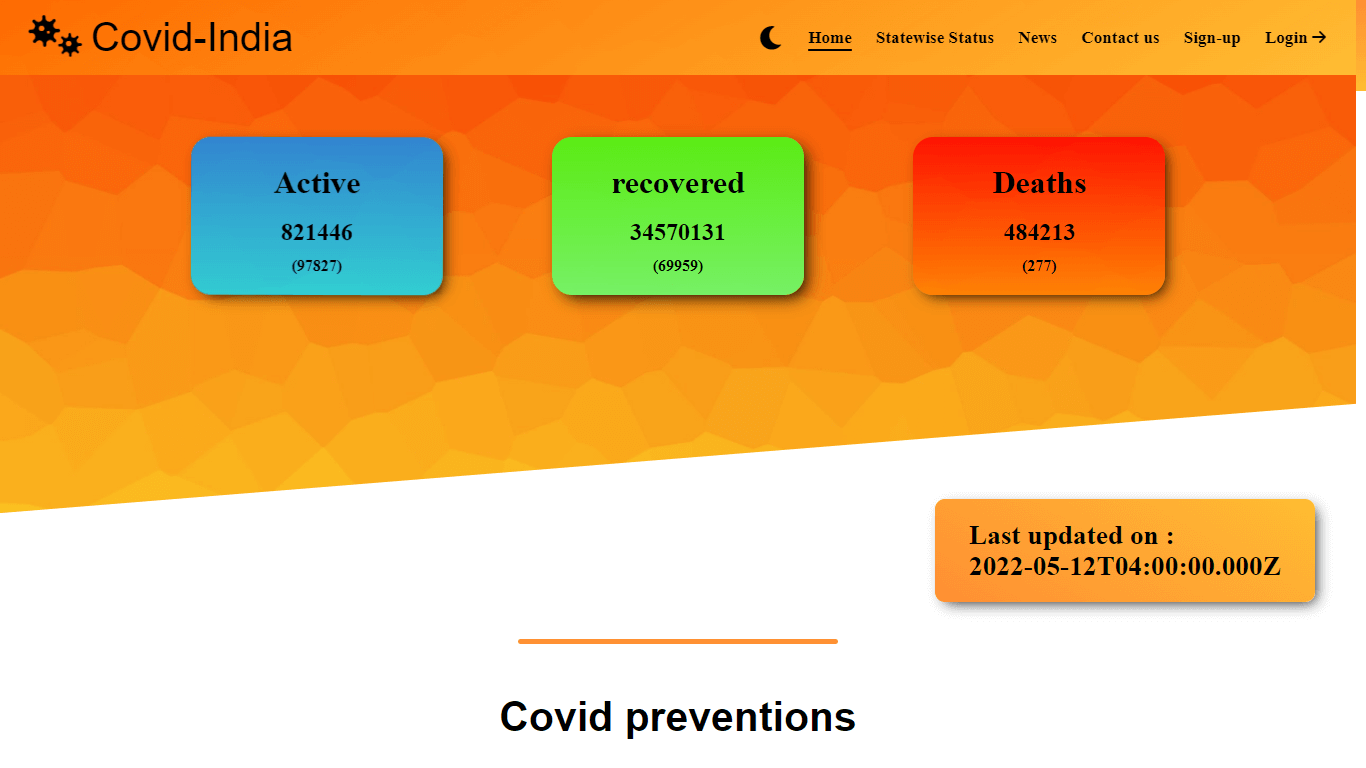 Covid-India
Home Statewise Status News Contact us Sign-up Login
Active
821446
(97827)
recovered
34570131
(69959)
Deaths
484213
(277)
Last updated on :
2022-05-12T04:00:00.000Z
Covid preventions